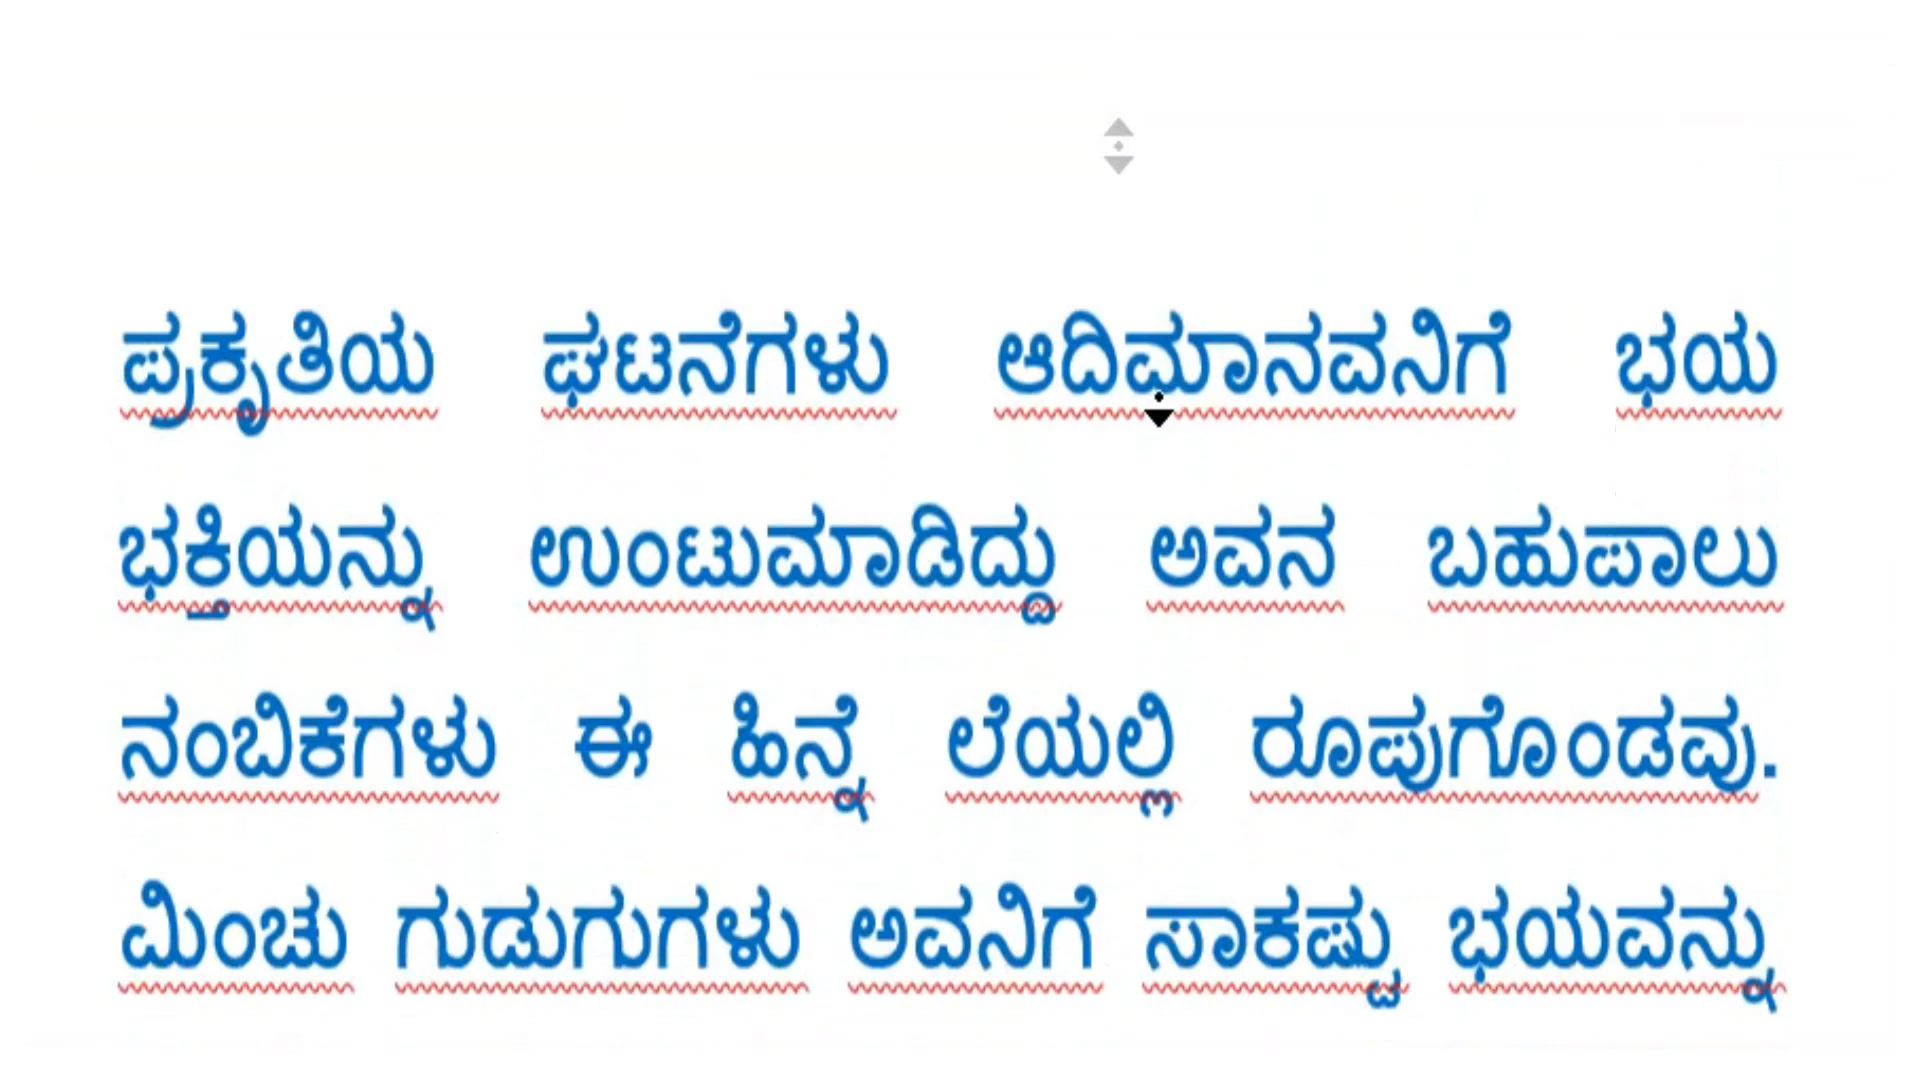 ಪ್ರಕೃತಿಯ ಘಟನೆಗಳು ಆದಿಮಾನವನಿಗೆ ಭಯ
ಭಕ್ತಿಯನ್ನು ಉಂಟುಮಾಡಿದ್ದು ಅವನ ಬಹುಪಾಲು
ನಂಬಿಕೆಗಳು ಈ ಹಿನ್ನೆ ಲೆಯಲ್ಲಿ ರೂಪುಗೊಂಡವು.
ಮಿಂಚು ಗುಡುಗುಗಳು ಅವನಿಗೆ ಸಾಕಷ್ಟು ಭಯವನ್ನು